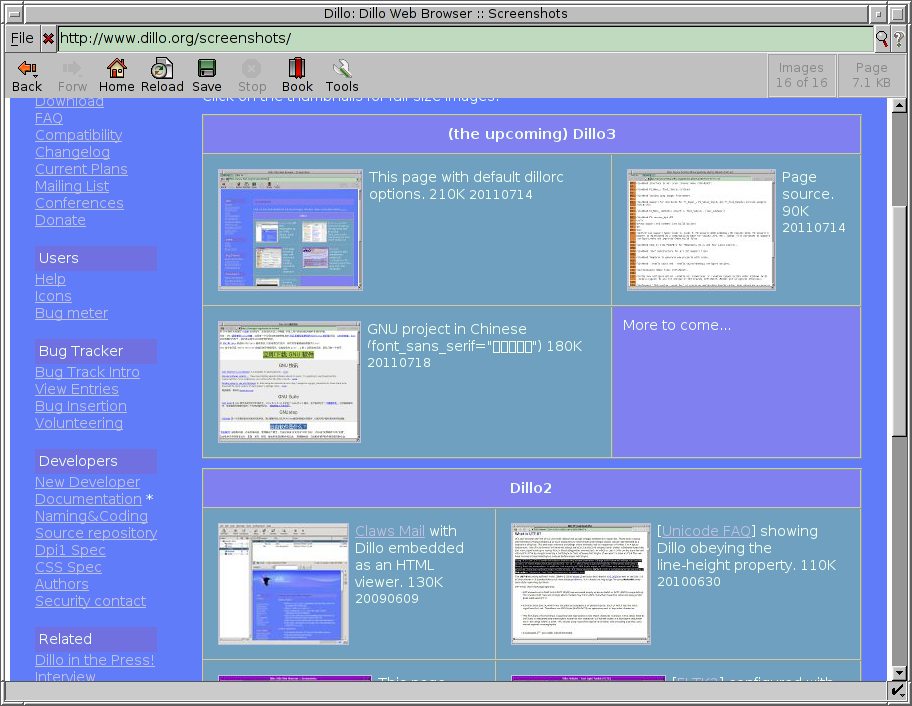 Dillo: Dillo Web Browser :: Screenshots
File
http://www.dillo.org/screenshots/
Back Forw Home Reload Save Stop Book Tools
Images
16 of 16
Page
7.1 KB
Click on the thumbnails for full-size images.
Download
FAQ
Compatibility
Changelog
Current Plans
Mailing List
Conferences
Donate
Users
Help
Icons
Bug meter
Bug Tracker
Bug Track Intro
View Entries
Bug Insertion
Volunteering
Developers
New Developer
Documentation *
Naming&Coding
Source repository
Dpi1 Spec
CSS Spec
Authors
Security contact
Related
Dillo in the Press!
Interview
(the upcoming) Dillo3
This page with default dillorc
options. 210K 20110714
Page
source.
90K
20110714
GNU project in Chinese
(font_sans_serif="□□□□□") 180K
20110718
More to come...
Dillo2
Claws Mail with
Dillo embedded
as an HTML
viewer. 130K
20090609
[Unicode FAQ] showing
Dillo obeying the
line-height property. 110K
20100630
This page
[FLTK2] configured with